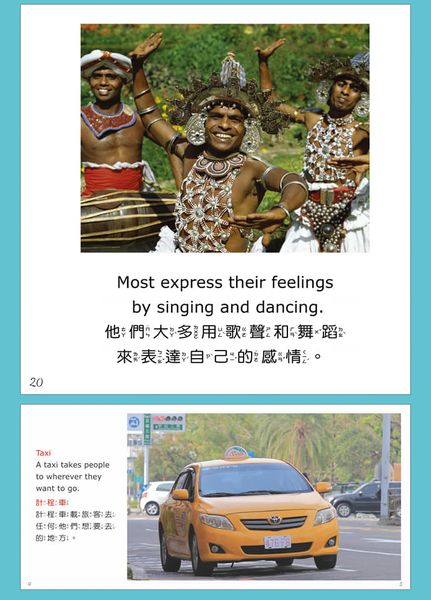 Most express their feelings
by singing and dancing.
他們大多用歌聲和舞蹈
來表達自己的感情。
20
Taxi
A taxi takes people
to wherever they
want to go.
計程車
計程車載旅客去
任何他們想要去
的地方。